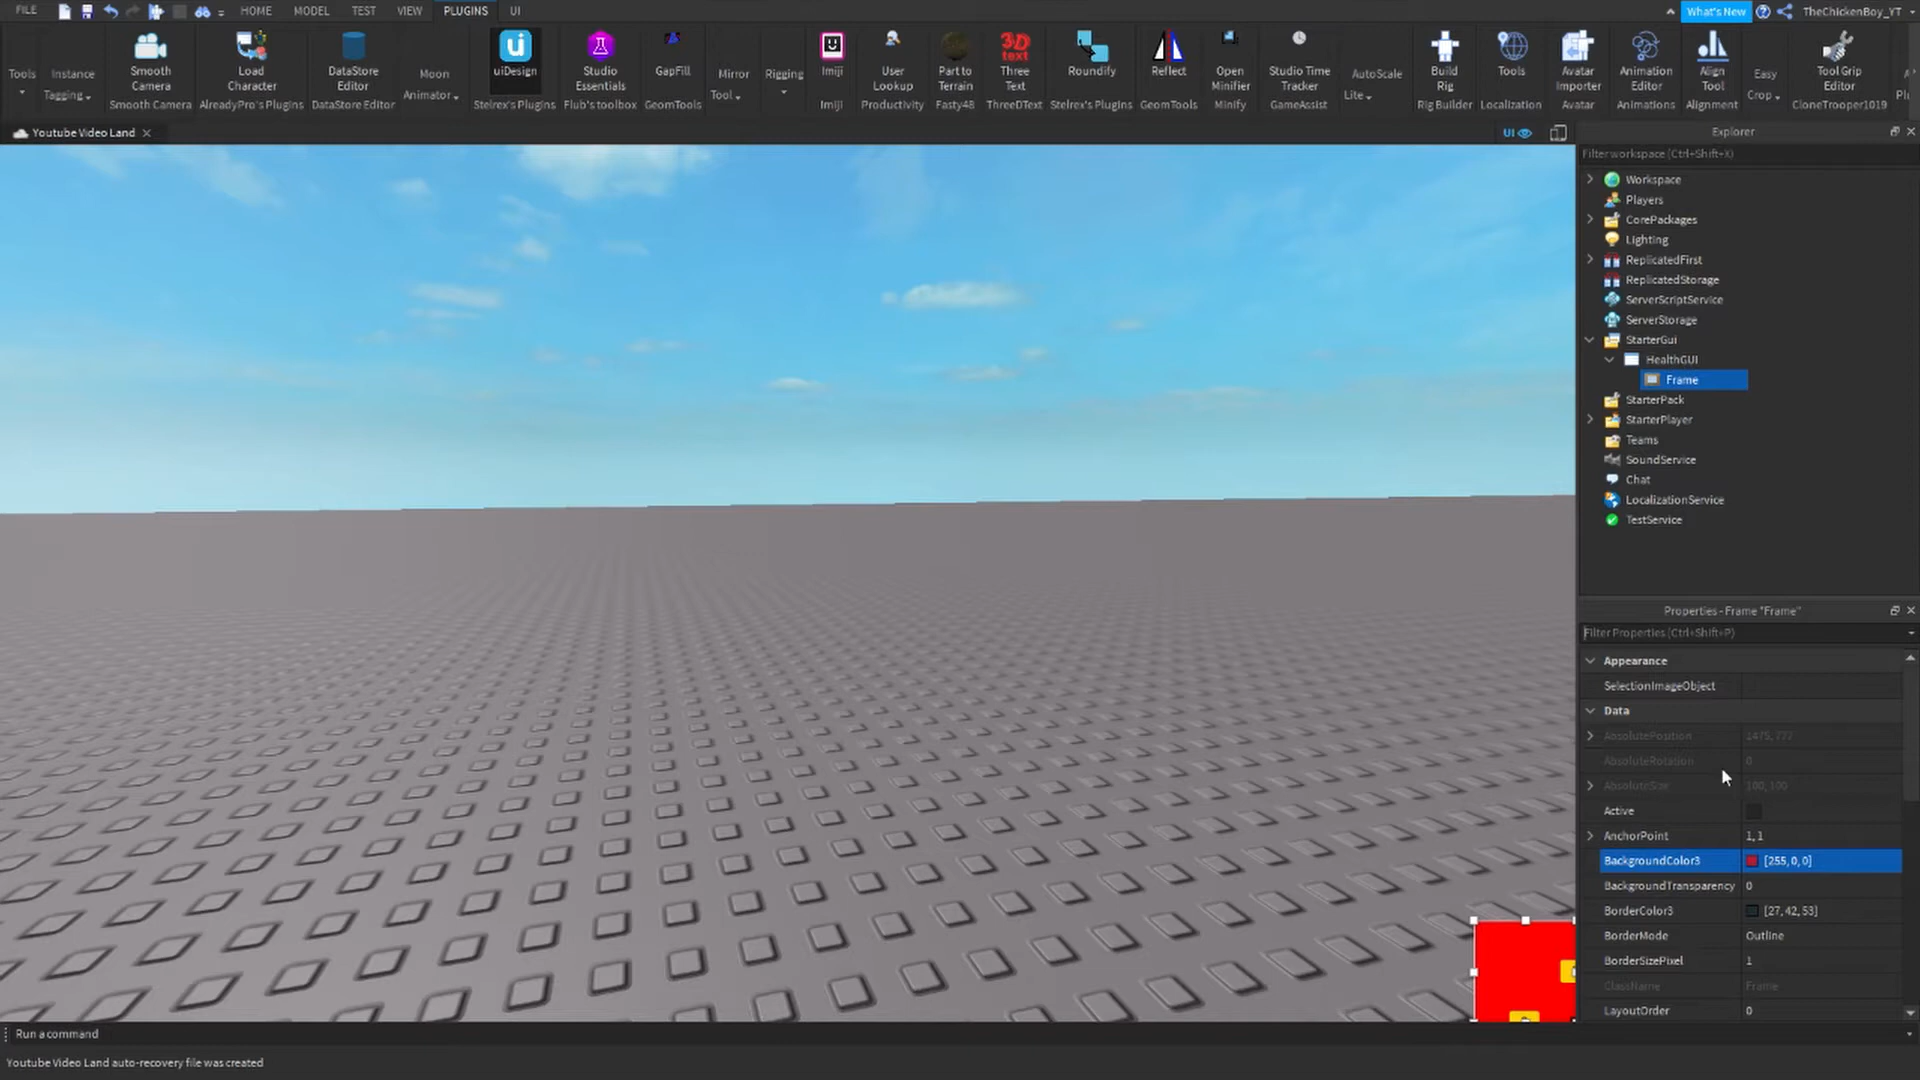 FILE HOME MODEL TEST VIEW PLUGINS UI What's New TheChickenBoy_YT
Tools
Instance
Tagging
Smooth
Camera
Smooth Camera
Load
Character
AlreadyPro's Plugins
DataStore
Editor
DataStore Editor
Moon
Animator
uiDesign
Stelrex's Plugins
Studio
Essentials
Flub's toolbox
GapFill
GeomTools
Mirror
Tool
Rigging
Imiji
Imiji
User
Lookup
Productivity
Part to
Terrain
Fasty48
3D
text
Three
Text
ThreeDText
Roundify
Stelrex's Plugins
Reflect
GeomTools
Open
Minifier
Minify
Studio Time
Tracker
GameAssist
AutoScale
Lite
Build
Rig
Rig Builder
Tools
Localization
Avatar
Importer
Avatar
Animation
Editor
Animations
Align
Tool
Alignment
Easy
Crop
Tool Grip
Editor
CloneTrooper1019
Youtube Video Land
UI
Explorer
Filter workspace (Ctrl+Shift+X)
Workspace
Players
CorePackages
Lighting
ReplicatedFirst
ReplicatedStorage
ServerScriptService
ServerStorage
StarterGui
HealthGUI
Frame
StarterPack
StarterPlayer
Teams
SoundService
Chat
LocalizationService
TestService
Properties - Frame "Frame"
Filter Properties (Ctrl+Shift+P)
Appearance
SelectionImageObject
Data
AbsolutePosition
AbsoluteRotation 0
AbsoluteSize 100, 100
Active
AnchorPoint 1, 1
BackgroundColor3 [255, 0, 0]
BackgroundTransparency 0
BorderColor3 [27, 42, 53]
BorderMode Outline
BorderSizePixel 1
ClassName Frame
LayoutOrder 0
Run a command
Youtube Video Land auto-recovery file was created